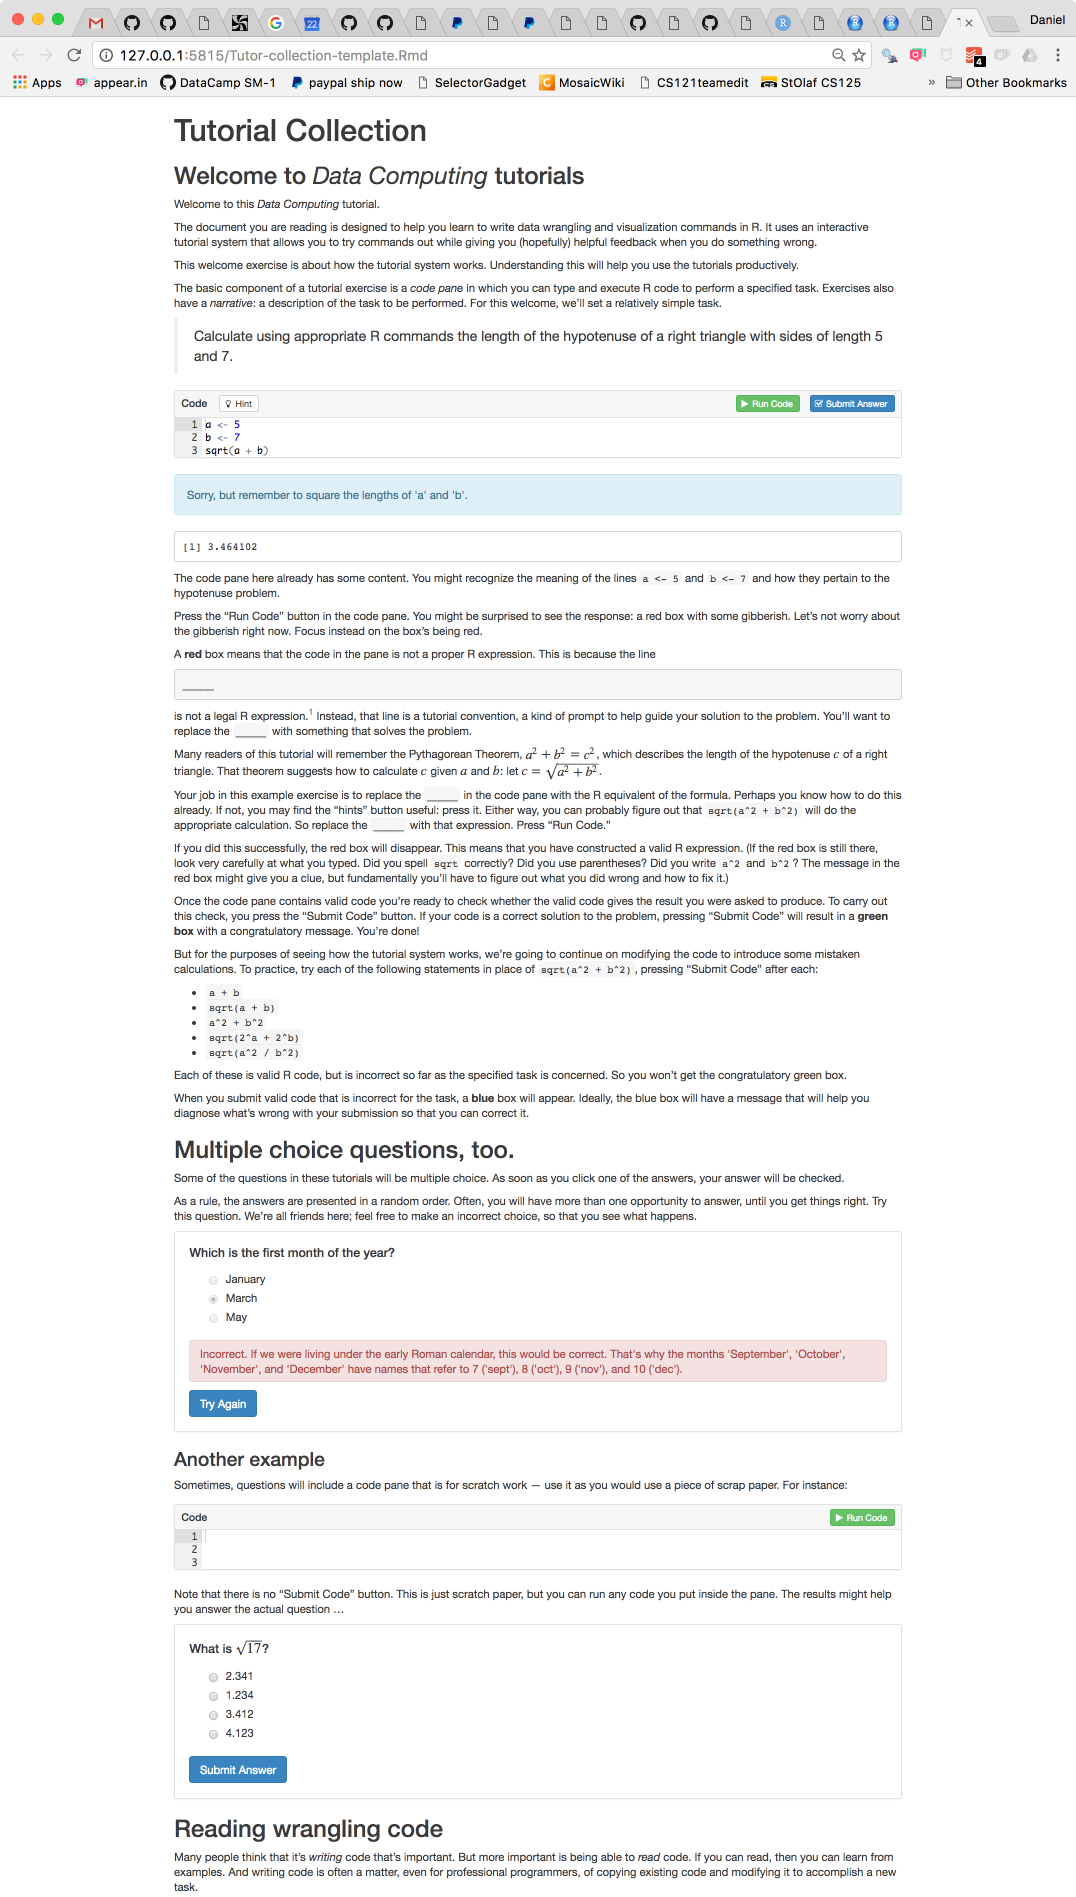 Daniel
127.0.0.1:5815/Tutor-collection-template.Rmd
Apps appear.in DataCamp SM-1 paypal ship now SelectorGadget MosaicWiki CS121teamedit StOlaf CS125 » Other Bookmarks
Tutorial Collection
Welcome to Data Computing tutorials
Welcome to this Data Computing tutorial.
The document you are reading is designed to help you learn to write data wrangling and visualization commands in R. It uses an interactive
tutorial system that allows you to try commands out while giving you (hopefully) helpful feedback when you do something wrong.
This welcome exercise is about how the tutorial system works. Understanding this will help you use the tutorials productively.
The basic component of a tutorial exercise is a code pane in which you can type and execute R code to perform a specified task. Exercises also
have a narrative: a description of the task to be performed. For this welcome, we'll set a relatively simple task.
Calculate using appropriate R commands the length of the hypotenuse of a right triangle with sides of length 5
and 7.
Code Hint Run Code Submit Answer
1 a <- 5
2 b <- 7
3 sqrt(a + b)
Sorry, but remember to square the lengths of 'a' and 'b'.
[1] 3.464102
The code pane here already has some content. You might recognize the meaning of the lines a <- 5 and b <- 7 and how they pertain to the
hypotenuse problem.
Press the “Run Code” button in the code pane. You might be surprised to see the response: a red box with some gibberish. Let's not worry about
the gibberish right now. Focus instead on the box's being red.
A red box means that the code in the pane is not a proper R expression. This is because the line
_____
is not a legal R expression.¹ Instead, that line is a tutorial convention, a kind of prompt to help guide your solution to the problem. You'll want to
replace the _____ with something that solves the problem.
Many readers of this tutorial will remember the Pythagorean Theorem, a² + b² = c², which describes the length of the hypotenuse c of a right
triangle. That theorem suggests how to calculate c given a and b: let c = √a² + b².
Your job in this example exercise is to replace the _____ in the code pane with the R equivalent of the formula. Perhaps you know how to do this
already. If not, you may find the “hints” button useful: press it. Either way, you can probably figure out that sqrt(a^2 + b^2) will do the
appropriate calculation. So replace the _____ with that expression. Press “Run Code.”
If you did this successfully, the red box will disappear. This means that you have constructed a valid R expression. (If the red box is still there,
look very carefully at what you typed. Did you spell sqrt correctly? Did you use parentheses? Did you write a^2 and b^2 ? The message in the
red box might give you a clue, but fundamentally you'll have to figure out what you did wrong and how to fix it.)
Once the code pane contains valid code you're ready to check whether the valid code gives the result you were asked to produce. To carry out
this check, you press the “Submit Code” button. If your code is a correct solution to the problem, pressing “Submit Code” will result in a green
box with a congratulatory message. You're done!
But for the purposes of seeing how the tutorial system works, we're going to continue on modifying the code to introduce some mistaken
calculations. To practice, try each of the following statements in place of sqrt(a^2 + b^2) , pressing “Submit Code” after each:
• a + b
• sqrt(a + b)
• a^2 + b^2
• sqrt(2^a + 2^b)
• sqrt(a^2 / b^2)
Each of these is valid R code, but is incorrect so far as the specified task is concerned. So you won't get the congratulatory green box.
When you submit valid code that is incorrect for the task, a blue box will appear. Ideally, the blue box will have a message that will help you
diagnose what's wrong with your submission so that you can correct it.
Multiple choice questions, too.
Some of the questions in these tutorials will be multiple choice. As soon as you click one of the answers, your answer will be checked.
As a rule, the answers are presented in a random order. Often, you will have more than one opportunity to answer, until you get things right. Try
this question. We're all friends here; feel free to make an incorrect choice, so that you see what happens.
Which is the first month of the year?
January
March
May
Incorrect. If we were living under the early Roman calendar, this would be correct. That's why the months 'September', 'October',
'November', and 'December' have names that refer to 7 ('sept'), 8 ('oct'), 9 ('nov'), and 10 ('dec').
Try Again
Another example
Sometimes, questions will include a code pane that is for scratch work — use it as you would use a piece of scrap paper. For instance:
Code Run Code
1
2
3
Note that there is no “Submit Code” button. This is just scratch paper, but you can run any code you put inside the pane. The results might help
you answer the actual question ...
What is √17?
2.341
1.234
3.412
4.123
Submit Answer
Reading wrangling code
Many people think that it's writing code that's important. But more important is being able to read code. If you can read, then you can learn from
examples. And writing code is often a matter, even for professional programmers, of copying existing code and modifying it to accomplish a new
task.